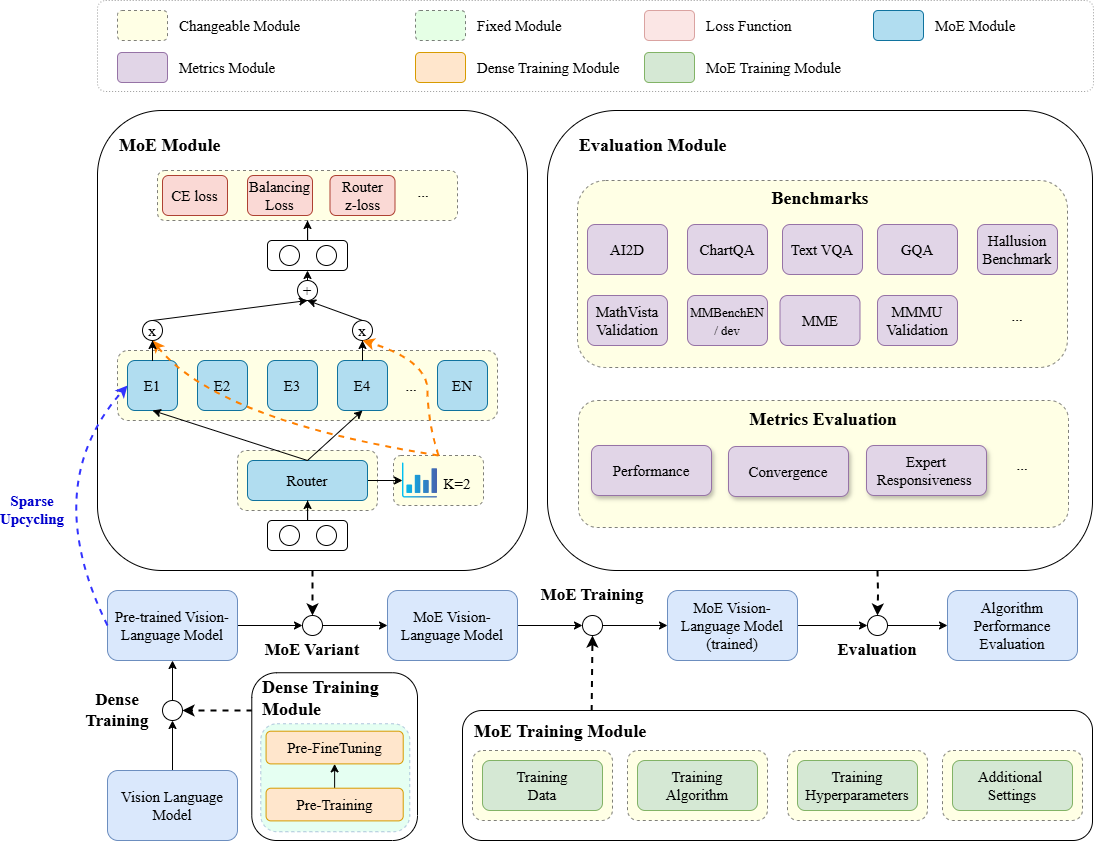 Changeable Module
Fixed Module
Loss Function
MoE Module
Metrics Module
Dense Training Module
MoE Training Module
MoE Module
CE loss
Balancing
Loss
Router
z-loss
...
+
x
x
E1
E2
E3
E4
...
EN
Router
K=2
Sparse
Upcycling
Evaluation Module
Benchmarks
AI2D
ChartQA
Text VQA
GQA
Hallusion
Benchmark
MathVista
Validation
MMBenchEN
/ dev
MME
MMMU
Validation
...
Metrics Evaluation
Performance
Convergence
Expert
Responsiveness
...
Pre-trained Vision-
Language Model
MoE Variant
MoE Vision-
Language Model
MoE Training
MoE Vision-
Language Model
(trained)
Evaluation
Algorithm
Performance
Evaluation
Dense
Training
Vision Language
Model
Dense Training
Module
Pre-FineTuning
Pre-Training
MoE Training Module
Training
Data
Training
Algorithm
Training
Hyperparameters
Additional
Settings